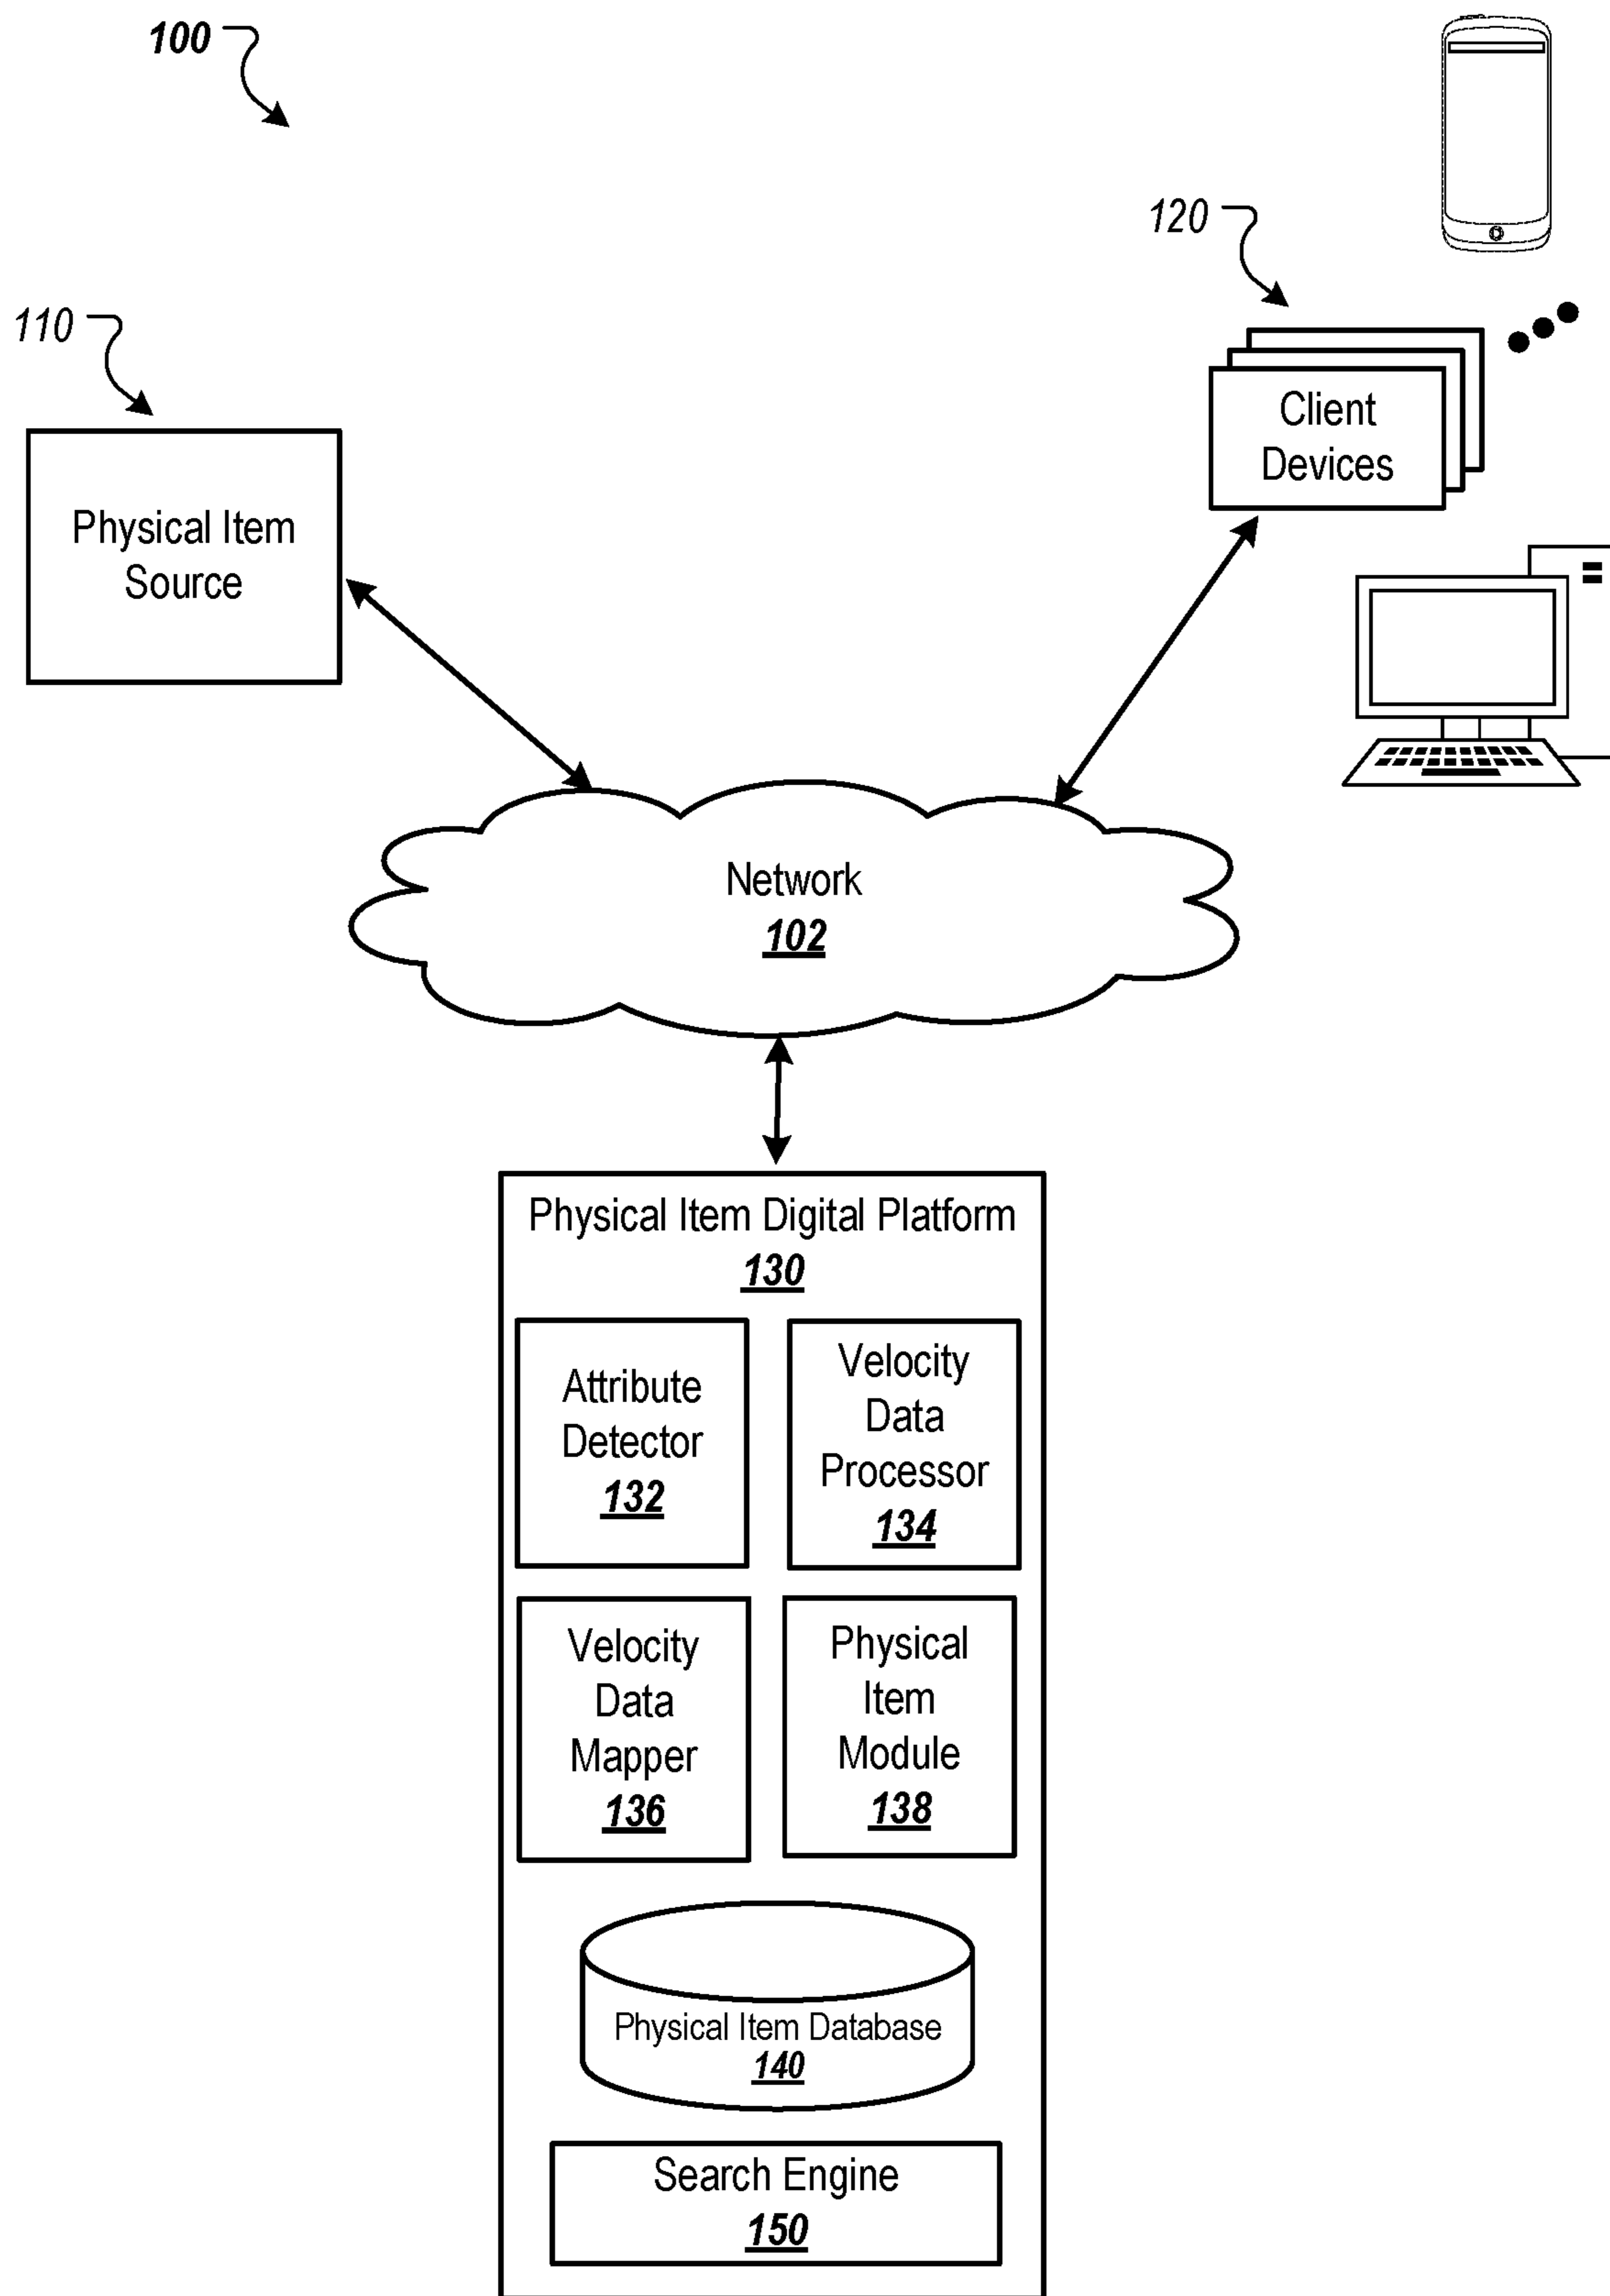 100
120
110
Client
Devices
Physical Item
Source
Network
102
Physical Item Digital Platform
130
Attribute
Detector
132
Velocity
Data
Processor
134
Velocity
Data
Mapper
136
Physical
Item
Module
138
Physical Item Database
140
Search Engine
150